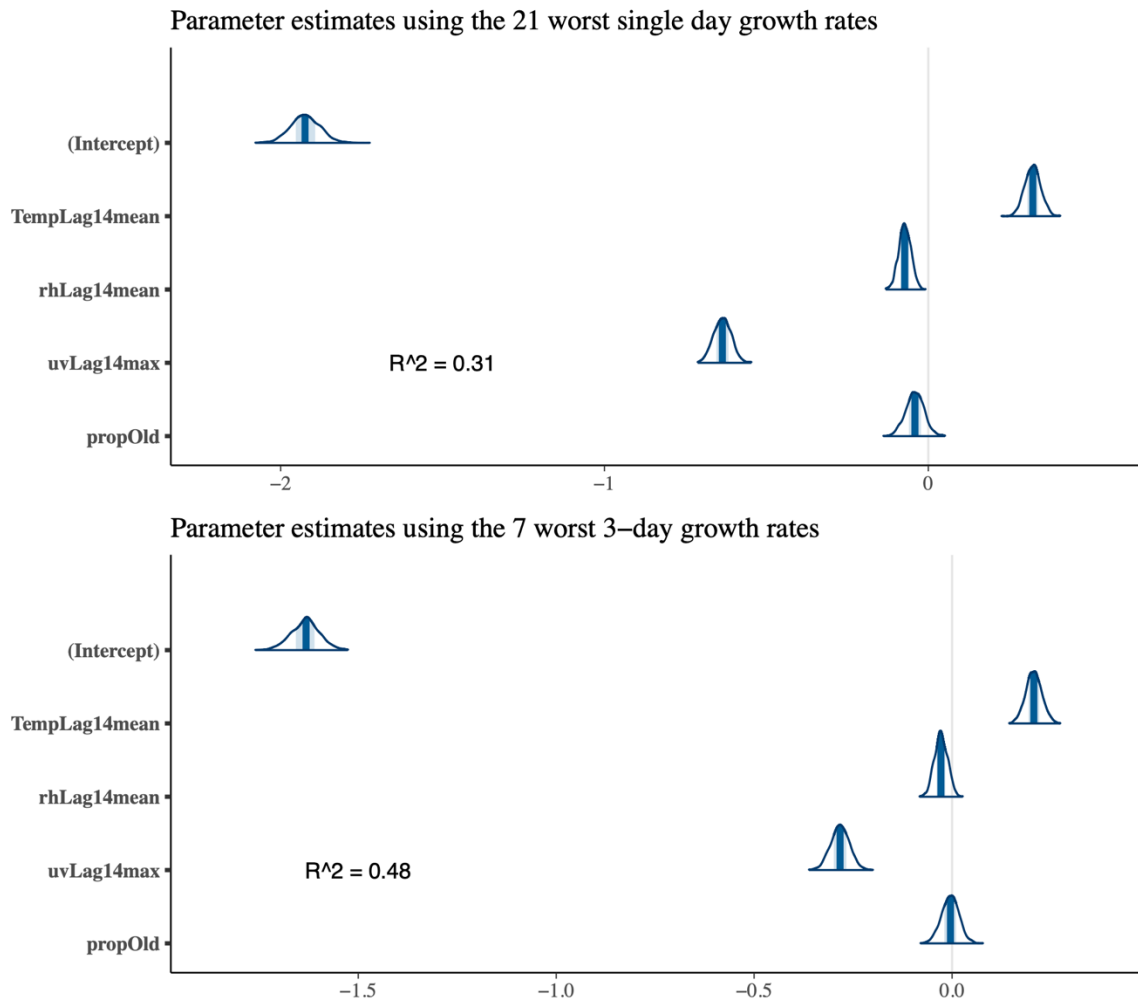 Parameter estimates using the 21 worst single day growth rates
(Intercept)
TempLag14mean
rhLag14mean
uvLag14max
R^2 = 0.31
propOld
−2
−1
0
Parameter estimates using the 7 worst 3−day growth rates
(Intercept)
TempLag14mean
rhLag14mean
uvLag14max
R^2 = 0.48
propOld
−1.5
−1.0
−0.5
0.0